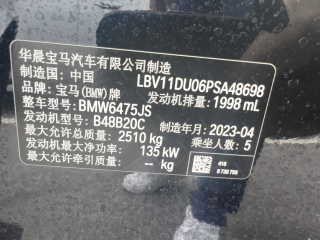 华晨宝马汽车有限公司制造
制造国：中国 LBV11DU06PSA48698
品牌：宝马(BMW)牌 发动机排量：1998 mL
整车型号：BMW6475JS
发动机型号：B48B20C 制造年月：2023-04
最大允许总质量：2510 kg 乘坐人数：5
发动机最大净功率：135 kW
最大允许牵引质量：-- kg
416